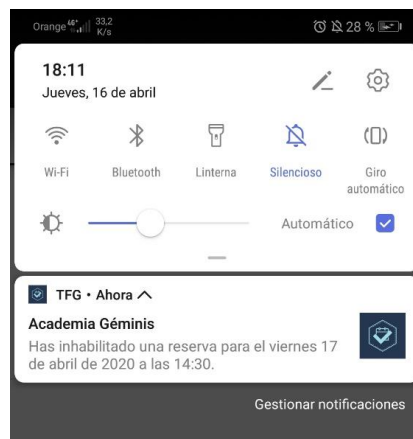 Orange 4G+ 33,2 K/s 28 %
18:11
Jueves, 16 de abril
Wi-Fi Bluetooth Linterna Silencioso Giro automático
Automático
TFG • Ahora
Academia Géminis
Has inhabilitado una reserva para el viernes 17
de abril de 2020 a las 14:30.
Gestionar notificaciones